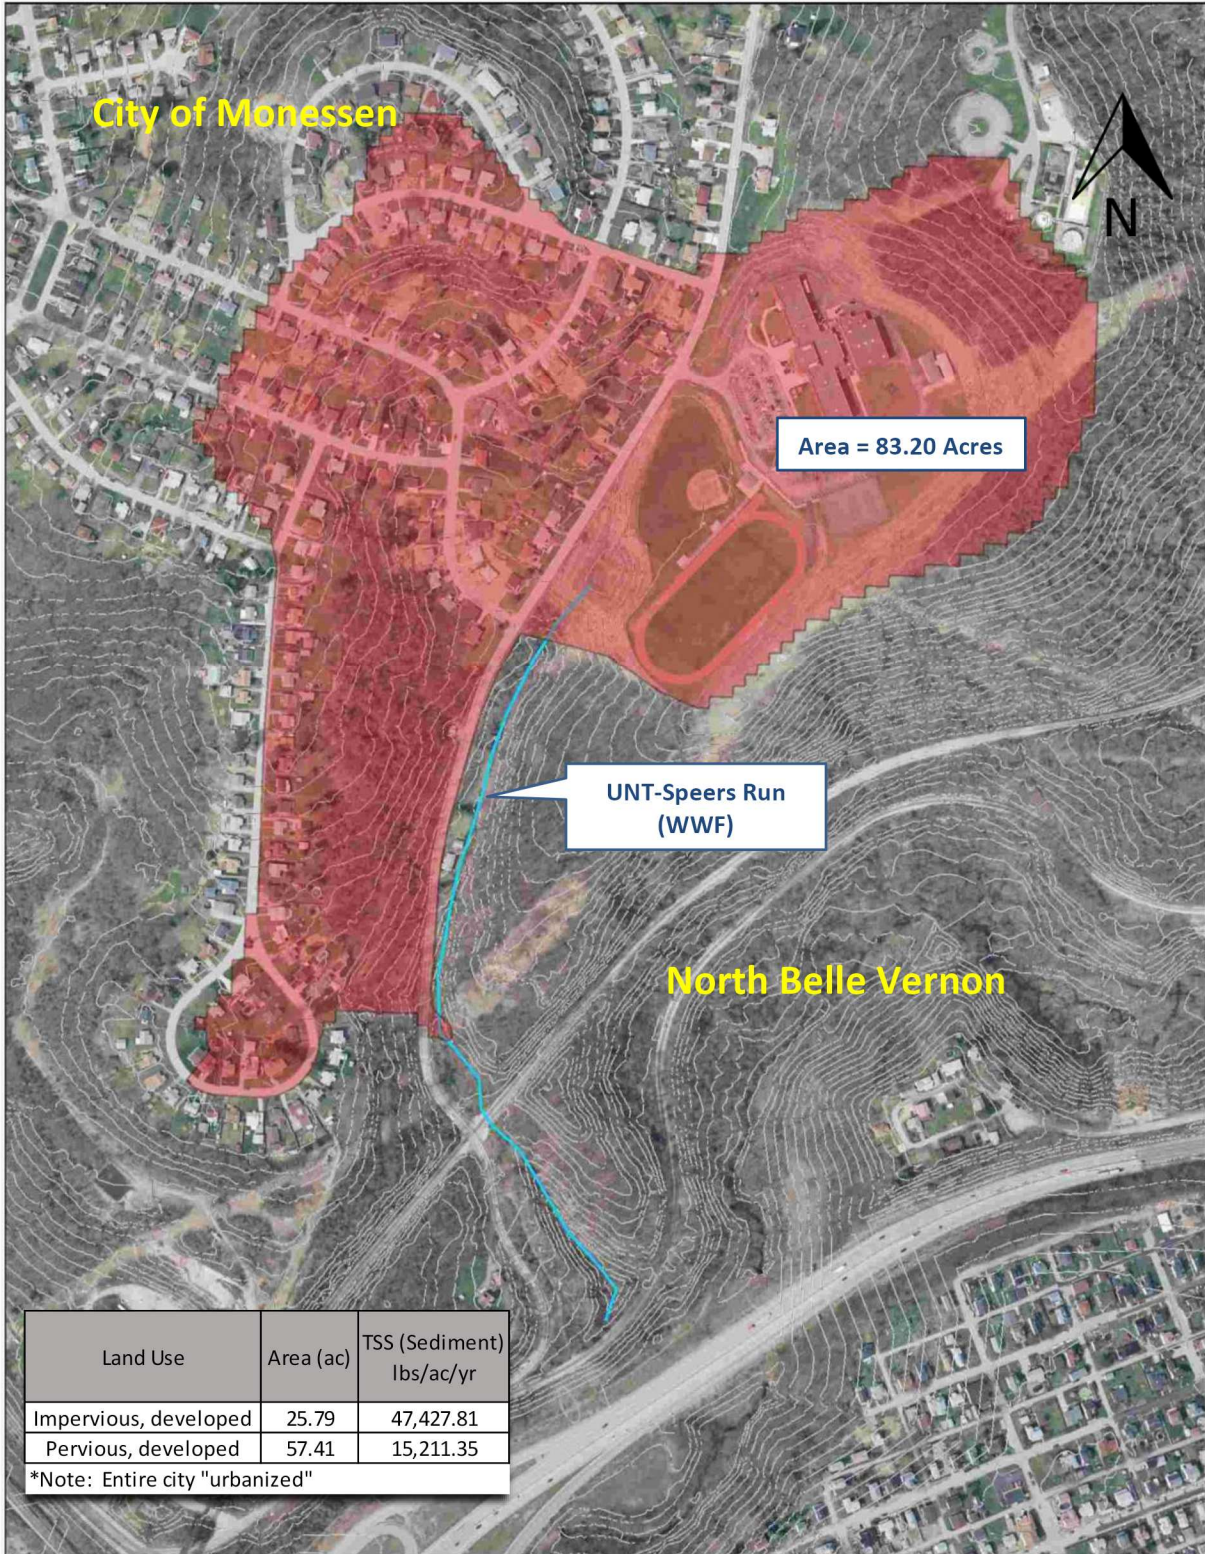 City of Monessen
N
Area = 83.20 Acres
UNT-Speers Run
(WWF)
North Belle Vernon
Land Use
Area (ac)
TSS (Sediment)
lbs/ac/yr
Impervious, developed 25.79 47,427.81
Pervious, developed 57.41 15,211.35
*Note: Entire city "urbanized"